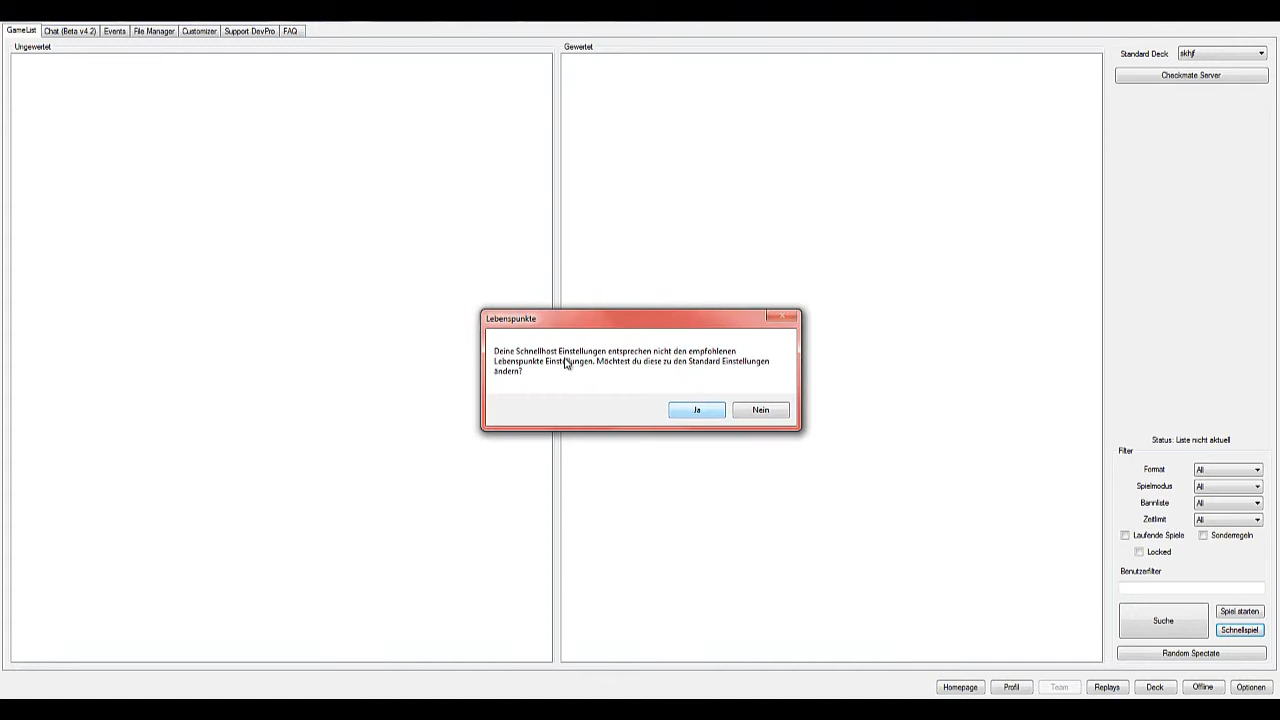 GameList Chat (Beta v4.2) Events File Manager Customizer Support DevPro FAQ
Ungewertet
Gewertet
Standard Deck skhjf
Checkmate Server
Lebenspunkte
Deine Schnellhost Einstellungen entsprechen nicht den empfohlenen
Lebenspunkte Einstellungen. Möchtest du diese zu den Standard Einstellungen
ändern?
Ja Nein
Status: Liste nicht aktuell
Filter
Format All
Spielmodus All
Bannliste All
Zeitlimit All
Laufende Spiele Sonderregeln
Locked
Benutzerfilter
Suche
Spiel starten
Schnellspiel
Random Spectate
Homepage Profil Team Replays Deck Offline Optionen